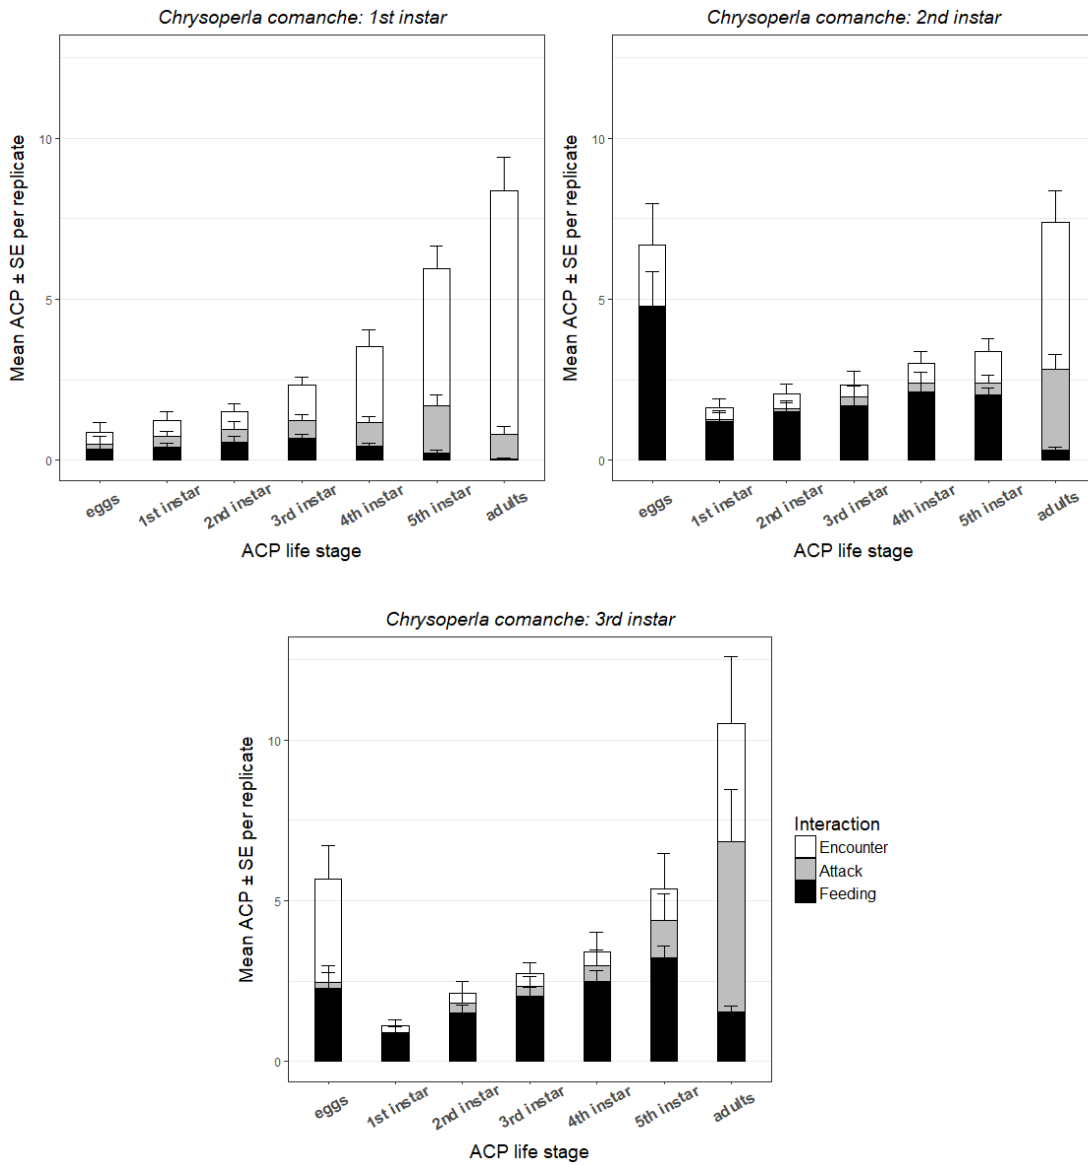 Chrysoperla comanche: 1st instar
Mean ACP ± SE per replicate
10
5
0
eggs
1st instar
2nd instar
3rd instar
4th instar
5th instar
adults
ACP life stage
Chrysoperla comanche: 2nd instar
Mean ACP ± SE per replicate
10
5
0
eggs
1st instar
2nd instar
3rd instar
4th instar
5th instar
adults
ACP life stage
Chrysoperla comanche: 3rd instar
Mean ACP ± SE per replicate
10
5
0
eggs
1st instar
2nd instar
3rd instar
4th instar
5th instar
adults
ACP life stage
Interaction
Encounter
Attack
Feeding